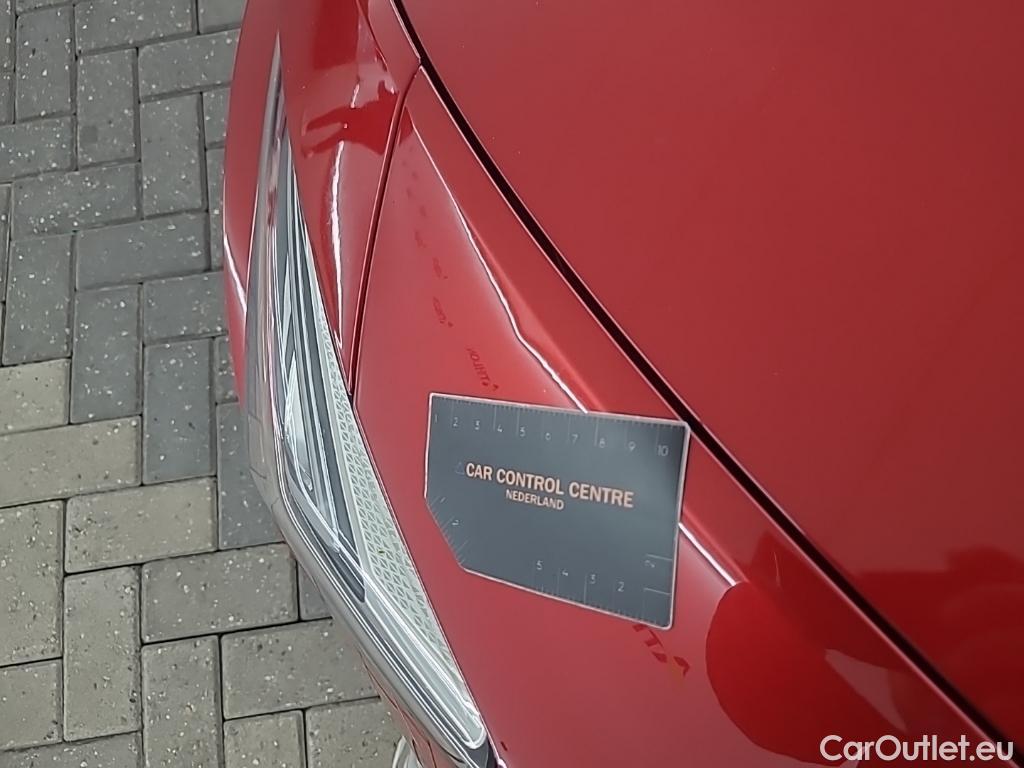 1 2 3 4 5 6 7 8 9 10
CAR CONTROL CENTRE
NEDERLAND
5 4 3 2
CarOutlet.eu